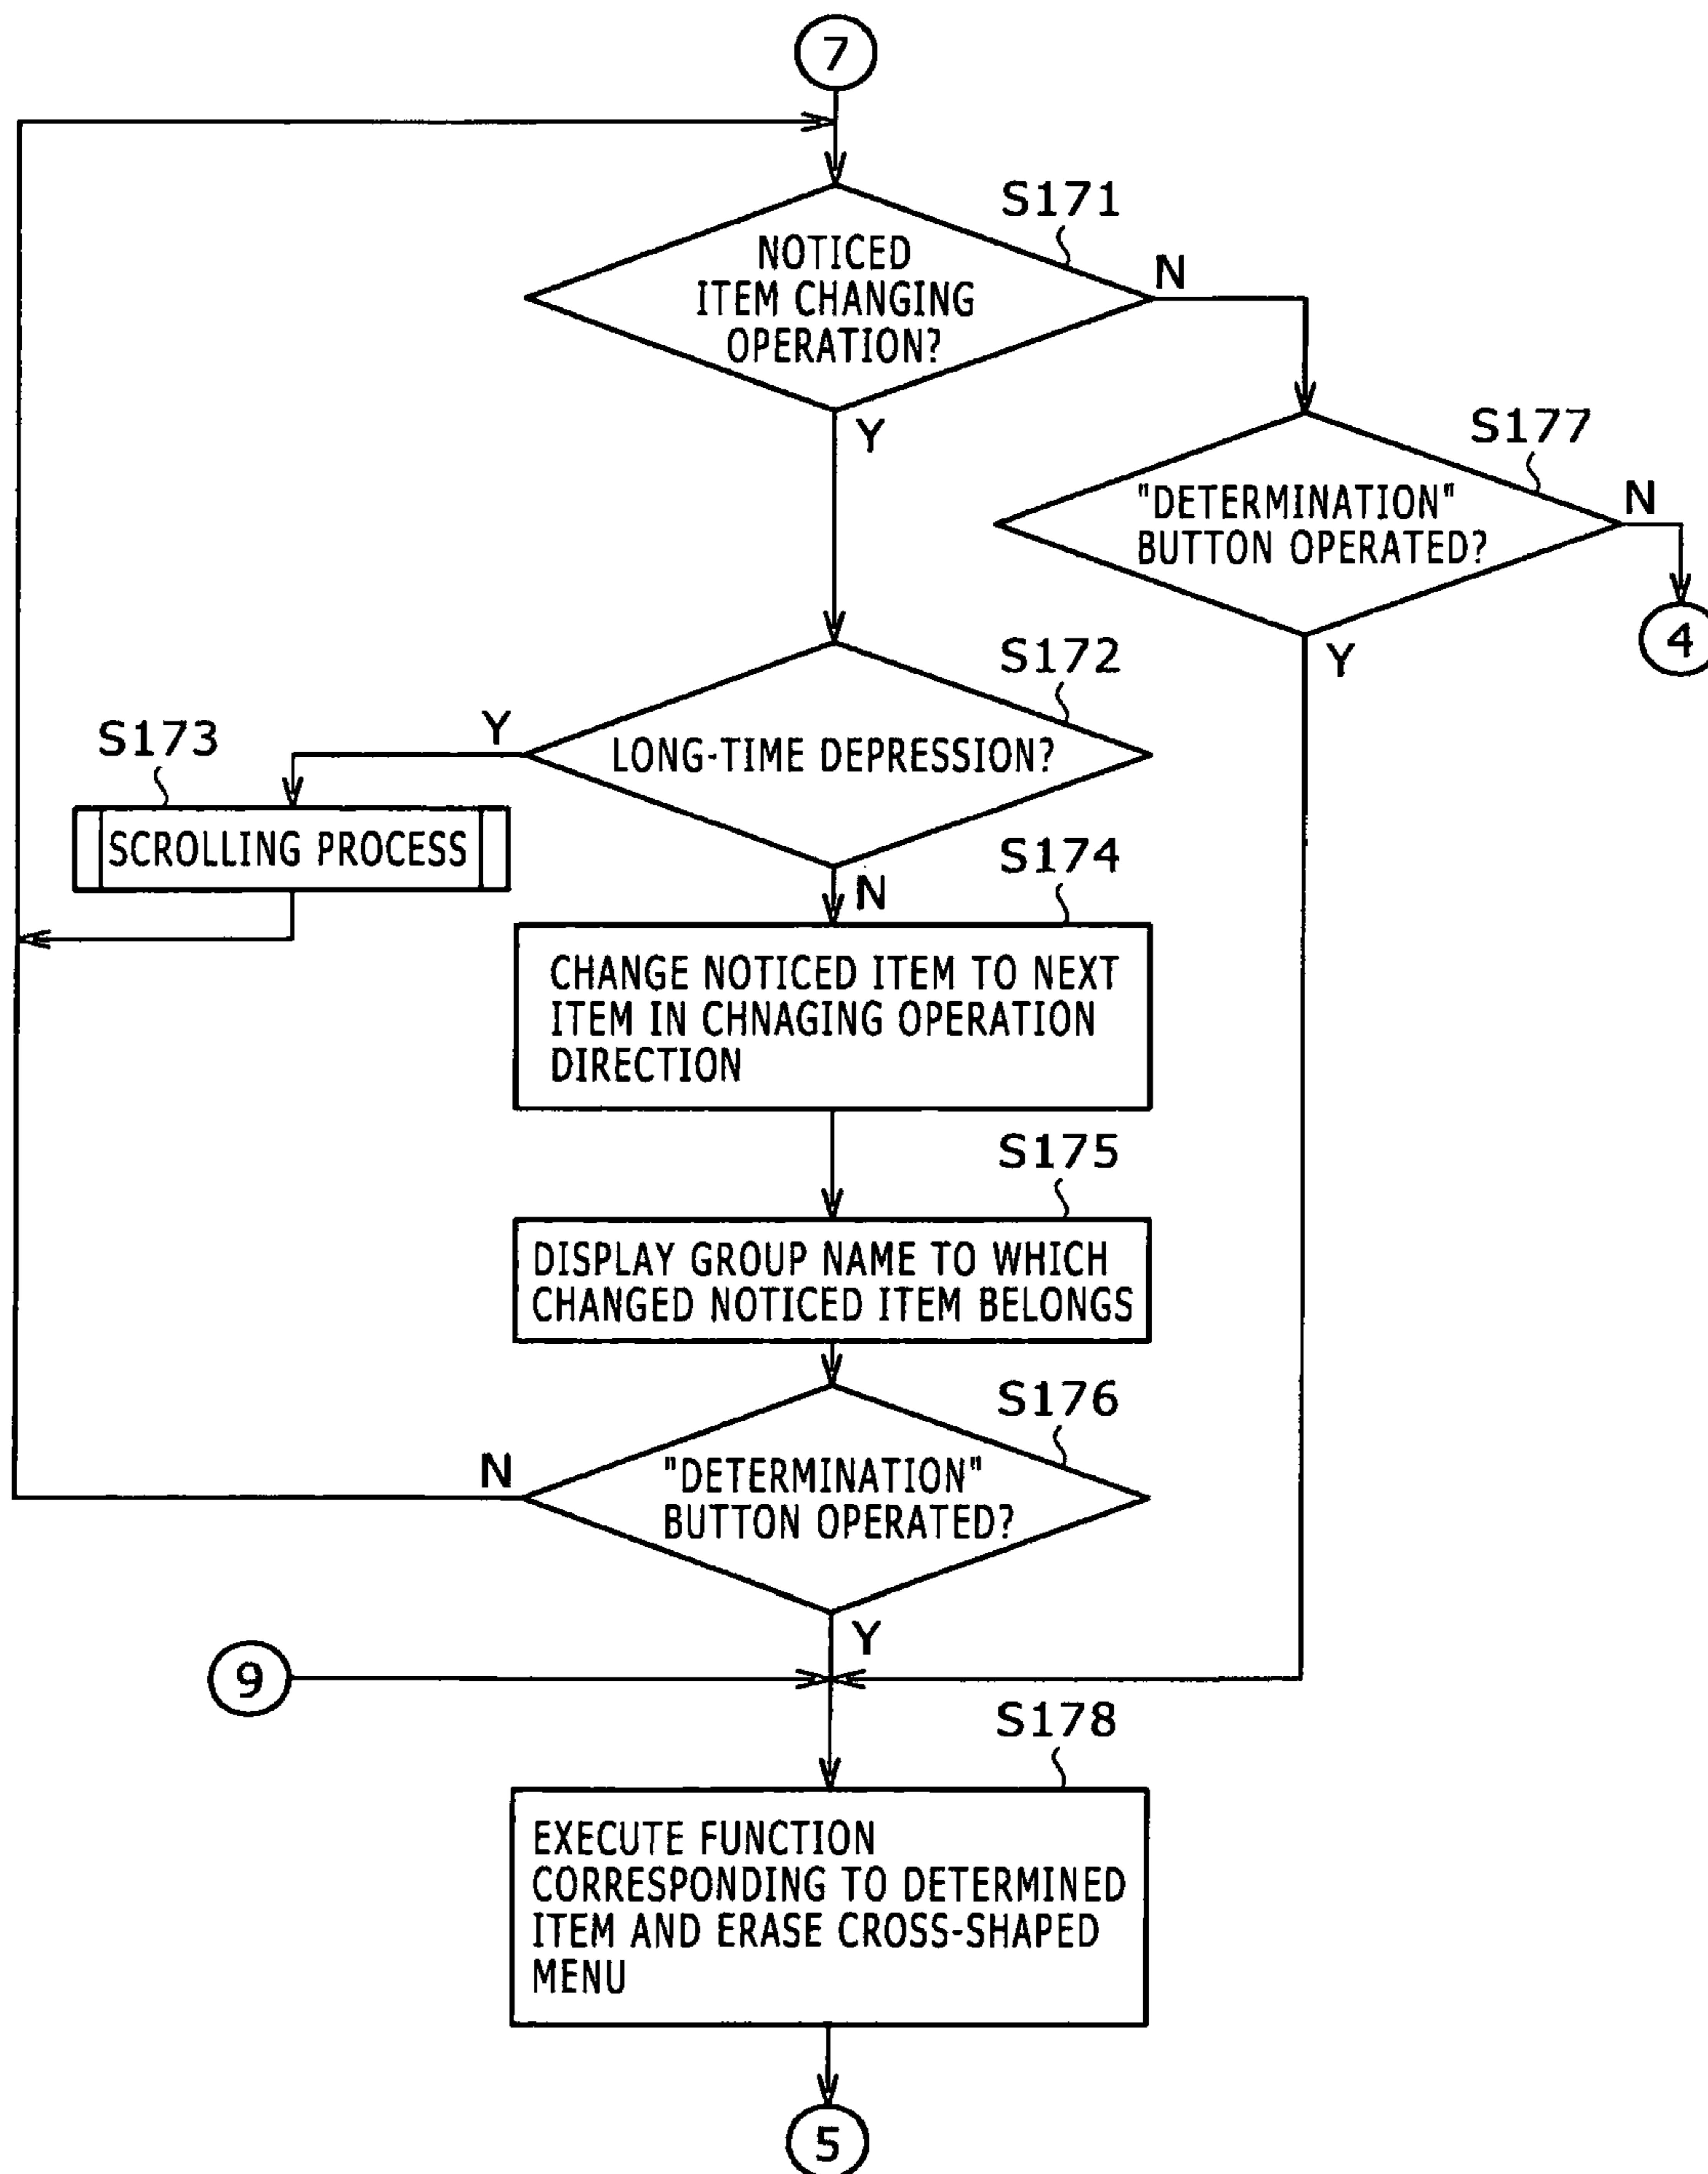 7
S171
NOTICED
ITEM CHANGING
OPERATION?
N
Y
S177
"DETERMINATION"
BUTTON OPERATED?
N
4
Y
S172
LONG-TIME DEPRESSION?
Y
S173
SCROLLING PROCESS
N
S174
CHANGE NOTICED ITEM TO NEXT
ITEM IN CHNAGING OPERATION
DIRECTION
S175
DISPLAY GROUP NAME TO WHICH
CHANGED NOTICED ITEM BELONGS
S176
"DETERMINATION"
BUTTON OPERATED?
N
Y
9
S178
EXECUTE FUNCTION
CORRESPONDING TO DETERMINED
ITEM AND ERASE CROSS-SHAPED
MENU
5